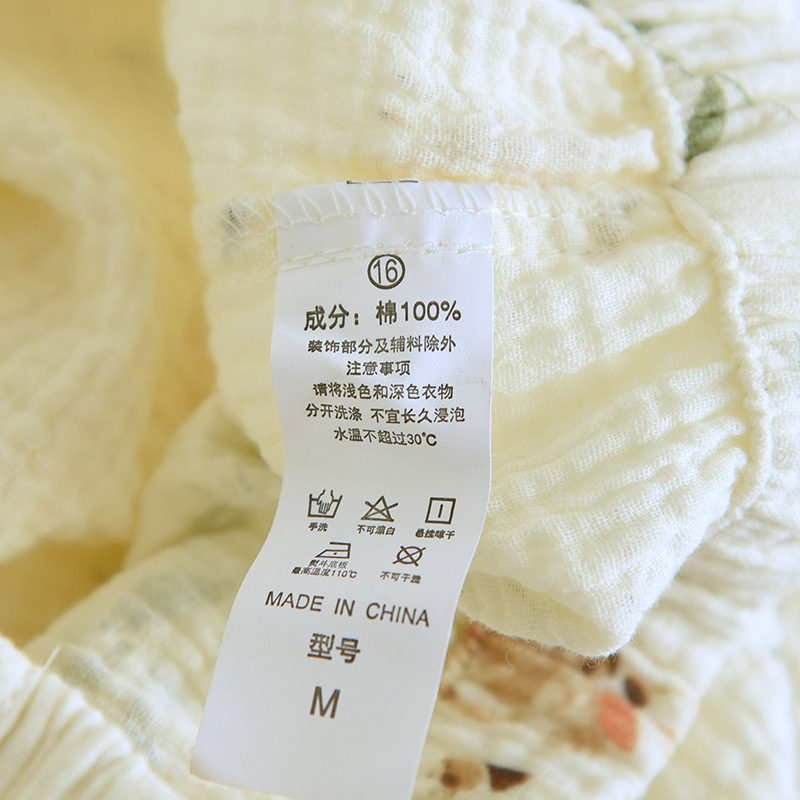 ⑯
成分：棉100%
装饰部分及辅料除外
注意事项
请将浅色和深色衣物
分开洗涤 不宜长久浸泡
水温不超过30℃
手洗 不可漂白 悬挂晾干
熨斗底板
最高温度110℃ 不可干洗
MADE IN CHINA
型号
M